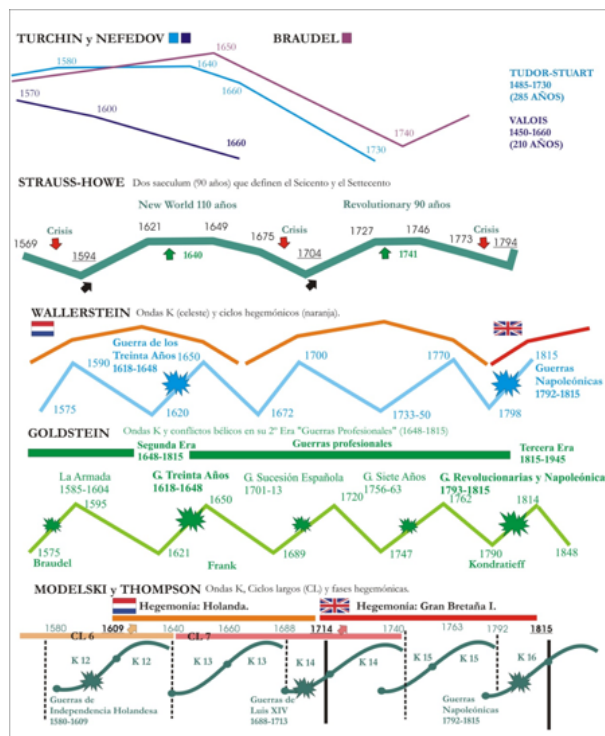 TURCHIN y NEFEDOV
BRAUDEL
1650
1580
1640
1660
1570
1600
1660
1730
1740
TUDOR-STUART
1485-1730
(285 AÑOS)
VALOIS
1450-1660
(210 AÑOS)
STRAUSS-HOWE Dos saeculum (90 años) que definen el Seicento y el Settecento
New World 110 años
Revolutionary 90 años
Crisis
Crisis
Crisis
1569
1594
1621
1640
1649
1675
1704
1727
1741
1746
1773
1794
WALLERSTEIN Ondas K (celeste) y ciclos hegemónicos (naranja).
Guerra de los
Treinta Años
1618-1648
1590
1650
1700
1770
1815
Guerras
Napoleónicas
1792-1815
1575
1620
1672
1733-50
1798
GOLDSTEIN Ondas K y conflictos bélicos en su 2º Era "Guerras Profesionales" (1648-1815)
Segunda Era
1648-1815
Guerras profesionales
Tercera Era
1815-1945
La Armada
1585-1604
1595
G. Treinta Años
1618-1648
1650
G. Sucesión Española
1701-13
1720
G. Siete Años
1756-63
1762
G. Revolucionarias y Napoleónica
1793-1815
1814
1575
1621
1689
1747
1790
1848
Braudel
Frank
Kondratieff
MODELSKI y THOMPSON Ondas K, Ciclos largos (CL) y fases hegemónicas.
Hegemonía: Holanda.
Hegemonía: Gran Bretaña I.
1580
1609
1640
1660
1688
1714
1740
1763
1792
1815
CL 6
CL 7
K 12
K 12
K 13
K 13
K 14
K 14
K 15
K 15
K 16
Guerras de
Independencia Holandesa
1580-1609
Guerras de
Luis XIV
1688-1713
Guerras
Napoleónicas
1792-1815